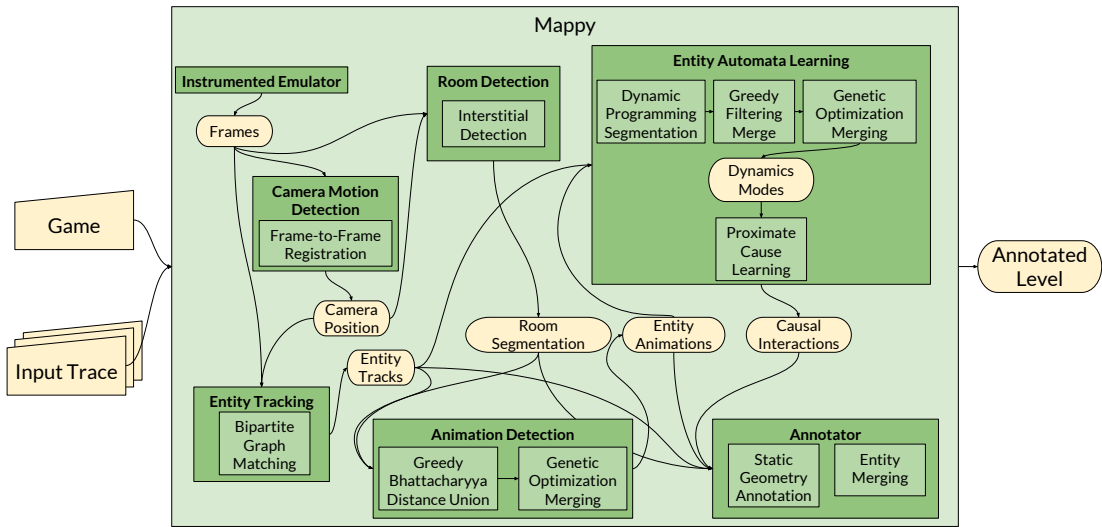 Mappy
Instrumented Emulator
Frames
Camera Motion
Detection
Frame-to-Frame
Registration
Camera
Position
Room Detection
Interstitial
Detection
Entity Automata Learning
Dynamic
Programming
Segmentation
Greedy
Filtering
Merge
Genetic
Optimization
Merging
Dynamics
Modes
Proximate
Cause
Learning
Game
Input Trace
Annotated
Level
Room
Segmentation
Entity
Animations
Causal
Interactions
Entity
Tracks
Entity Tracking
Bipartite
Graph
Matching
Animation Detection
Greedy
Bhattacharyya
Distance Union
Genetic
Optimization
Merging
Annotator
Static
Geometry
Annotation
Entity
Merging